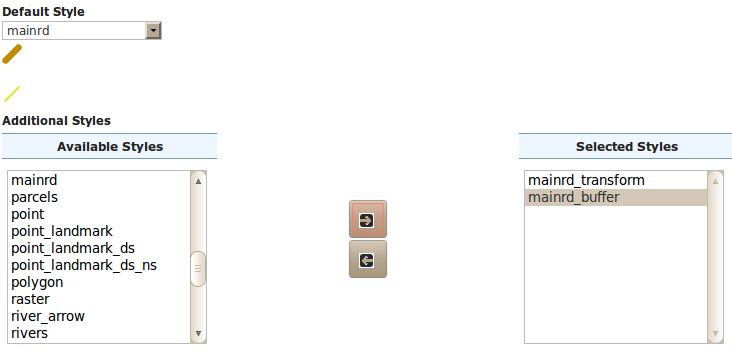 Default Style
mainrd
Additional Styles
Available Styles
Selected Styles
mainrd
parcels
point
point_landmark
point_landmark_ds
point_landmark_ds_ns
polygon
raster
river_arrow
rivers
mainrd_transform
mainrd_buffer